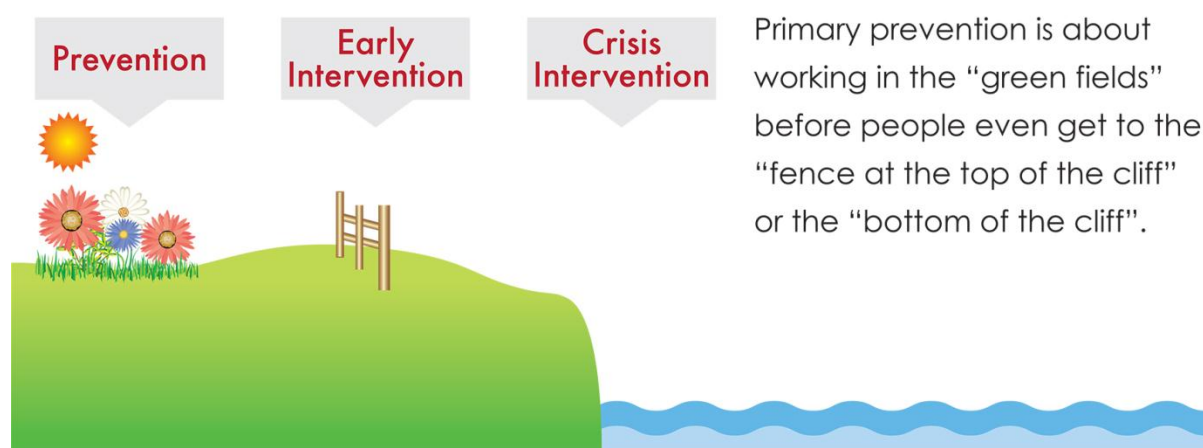 Prevention
Early
Intervention
Crisis
Intervention
Primary prevention is about
working in the “green fields”
before people even get to the
“fence at the top of the cliff”
or the “bottom of the cliff”.